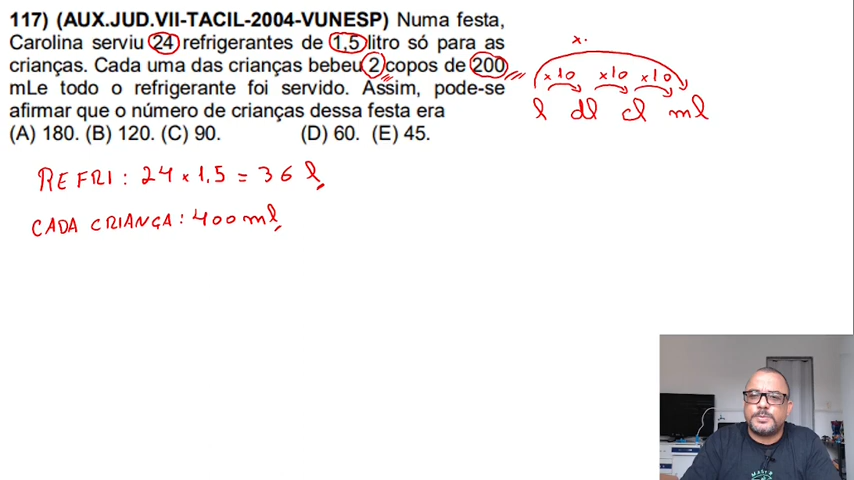 117) (AUX.JUD.VII-TACIL-2004-VUNESP) Numa festa,
Carolina serviu 24 refrigerantes de 1,5 litro só para as
crianças. Cada uma das crianças bebeu 2 copos de 200
mLe todo o refrigerante foi servido. Assim, pode-se
afirmar que o número de crianças dessa festa era
(A) 180. (B) 120. (C) 90. (D) 60. (E) 45.
x.
x10 x10 x10
l dl cl ml
REFRI: 24 x 1,5 = 36 l
CADA CRIANÇA: 400 ml